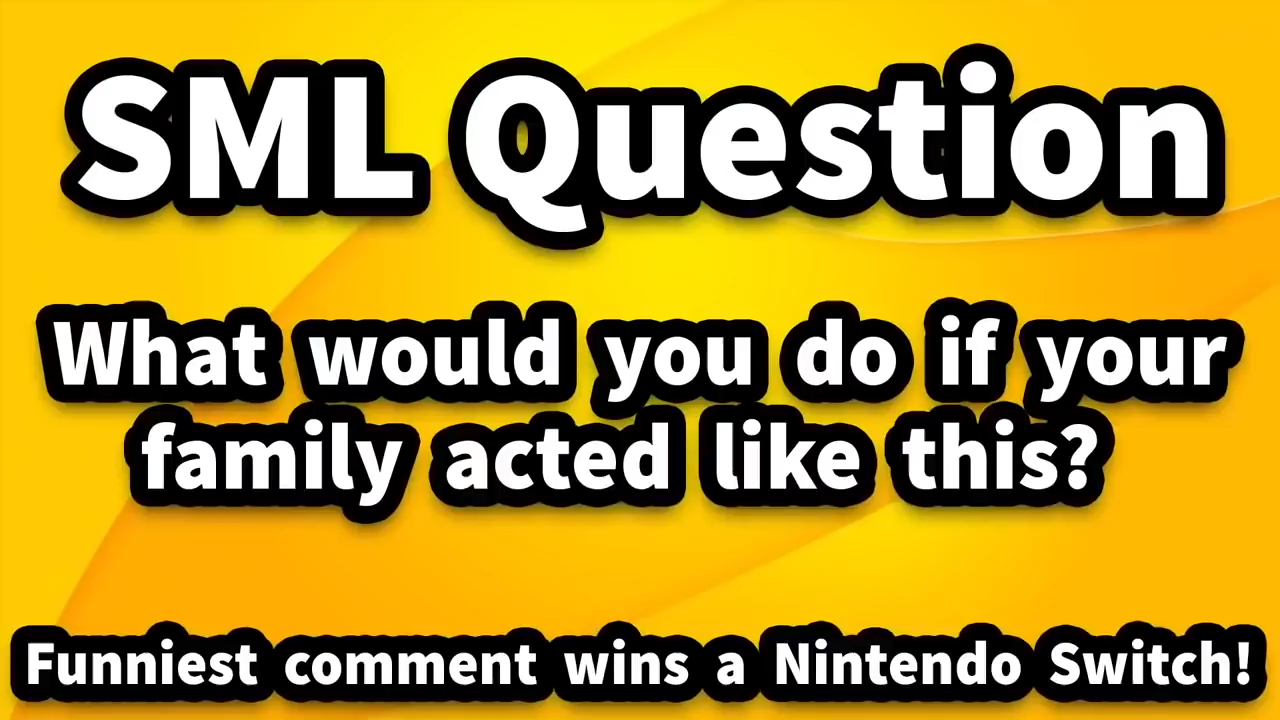 SML Question
What would you do if your
family acted like this?
Funniest comment wins a Nintendo Switch!